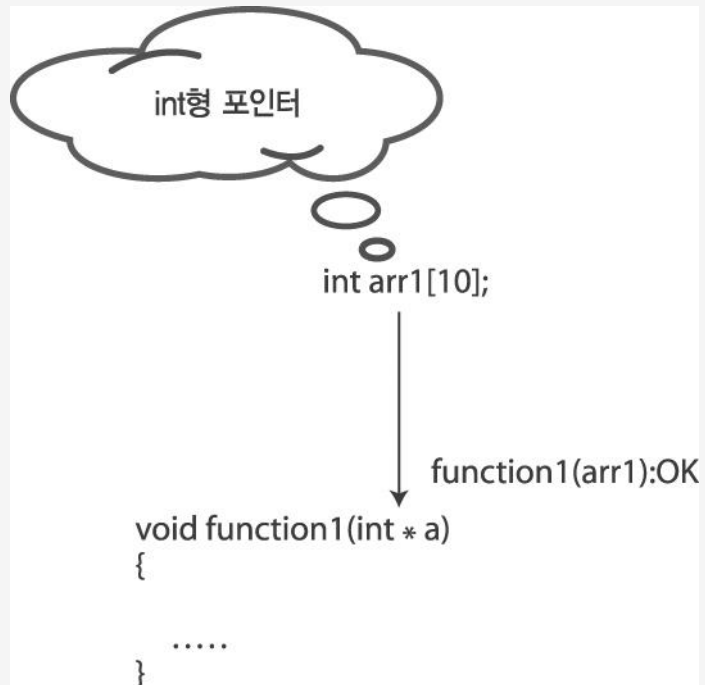 int형 포인터
int arr1[10];
function1(arr1):OK
void function1(int * a)
{
.....
}